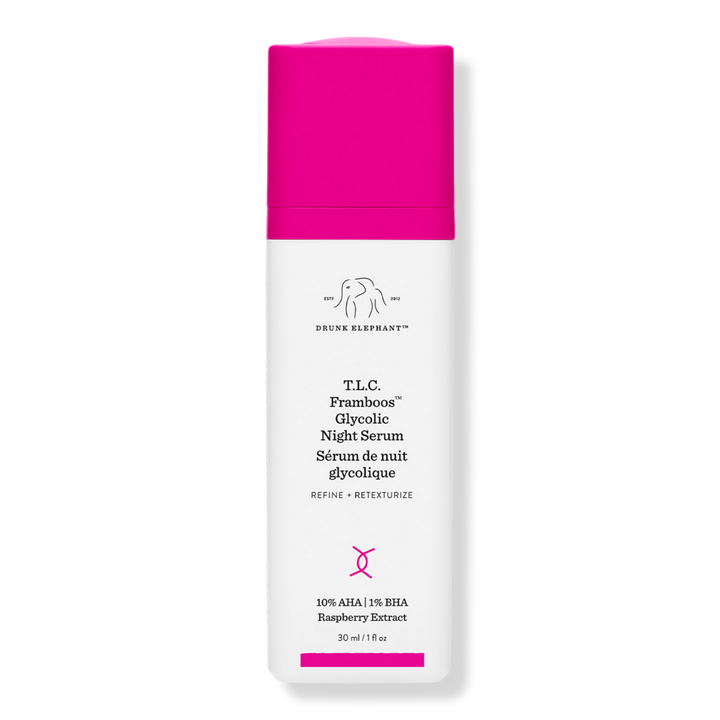 ESTD 2012
DRUNK ELEPHANT™
T.L.C.
Framboos™
Glycolic
Night Serum
Sérum de nuit
glycolique
REFINE + RETEXTURIZE
10% AHA | 1% BHA
Raspberry Extract
30 ml / 1 fl oz